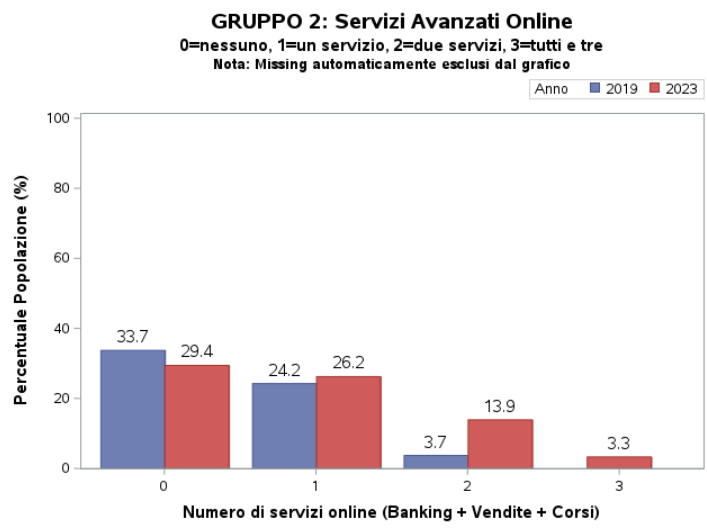 GRUPPO 2: Servizi Avanzati Online
0=nessuno, 1=un servizio, 2=due servizi, 3=tutti e tre
Nota: Missing automaticamente esclusi dal grafico
Anno 2019 2023
Percentuale Popolazione (%)
100
80
60
40
20
0
33.7
29.4
24.2
26.2
3.7
13.9
3.3
0 1 2 3
Numero di servizi online (Banking + Vendite + Corsi)